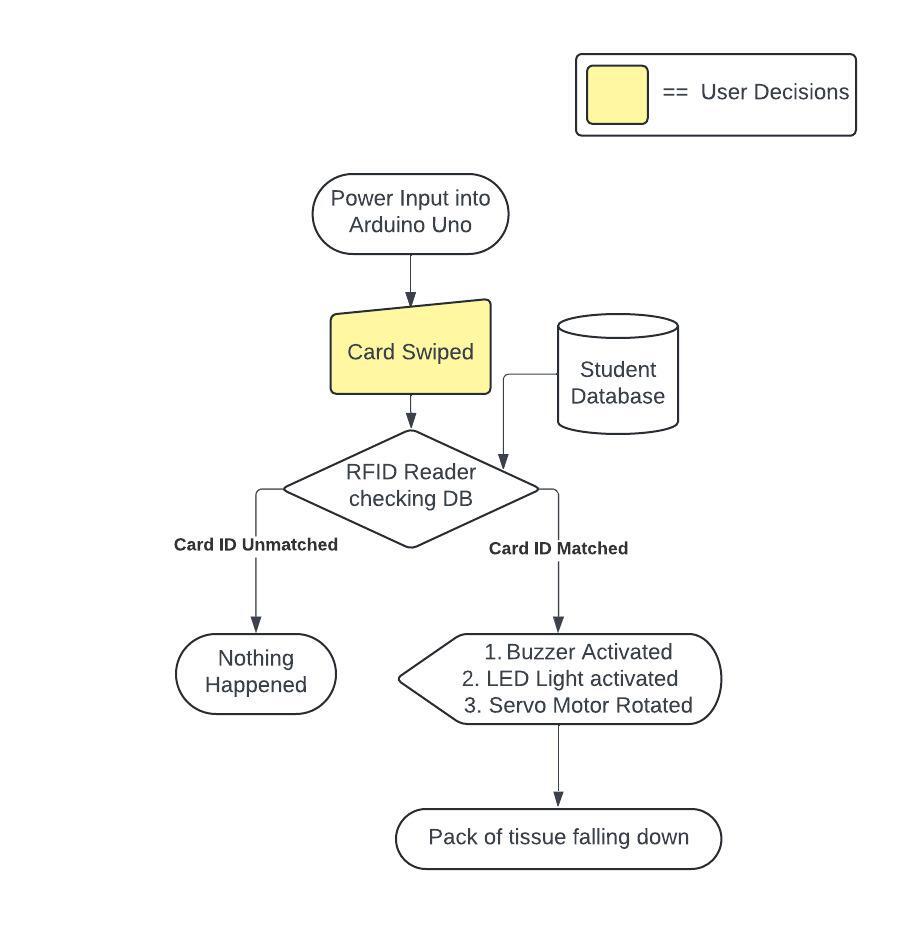 == User Decisions
Power Input into
Arduino Uno
Card Swiped
Student
Database
RFID Reader
checking DB
Card ID Unmatched
Card ID Matched
Nothing
Happened
1. Buzzer Activated
2. LED Light activated
3. Servo Motor Rotated
Pack of tissue falling down